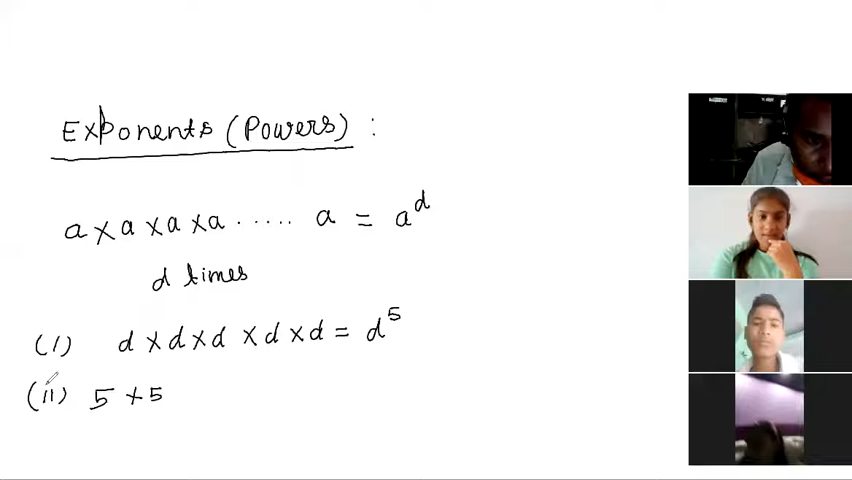 Exponents (Powers) :
a × a × a × a ..... a = a^d
d times
(i) d × d × d × d × d = d^5
(ii) 5 × 5